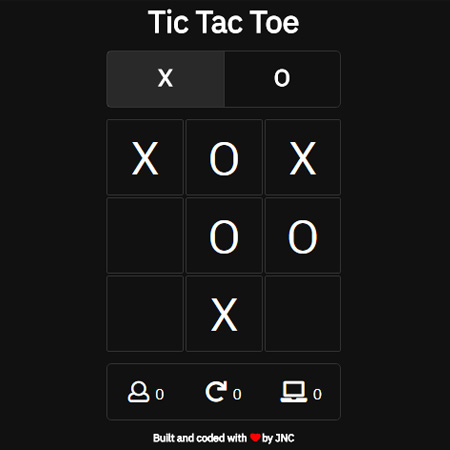 Tic Tac Toe
X O
X O X
O O
X
0 0 0
Built and coded with ❤ by JNC